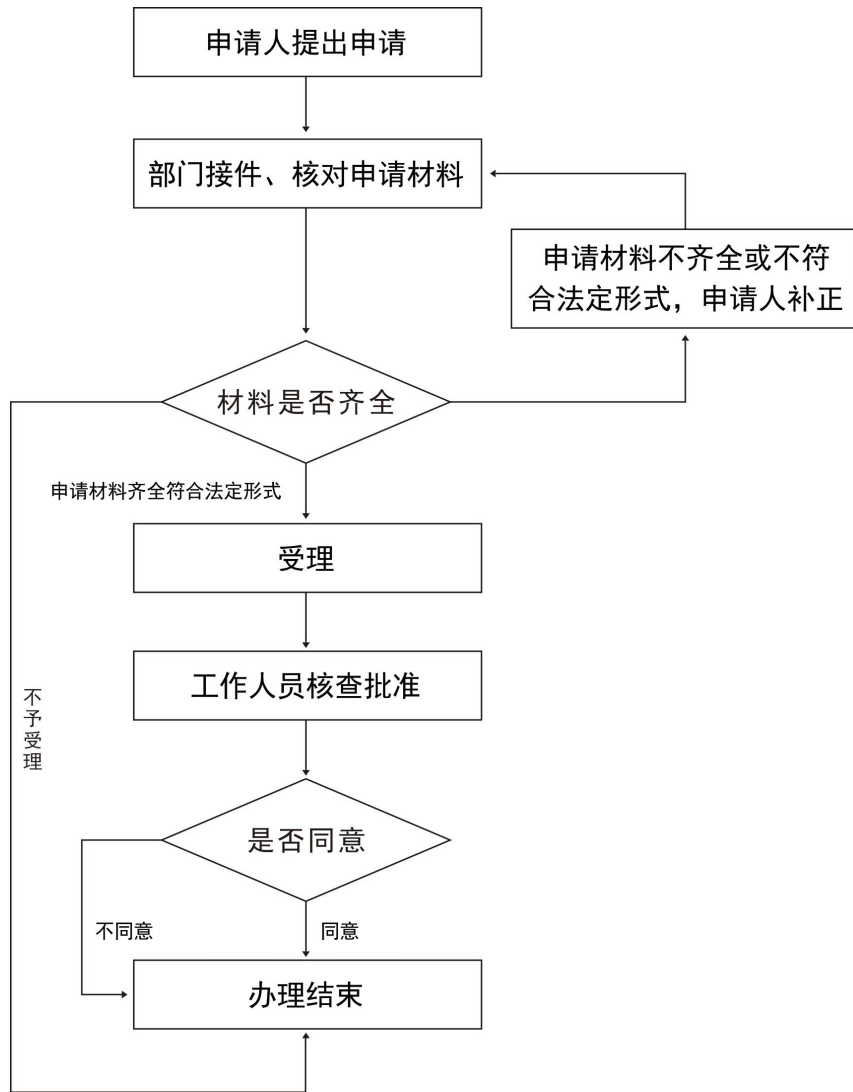 申请人提出申请
部门接件、核对申请材料
申请材料不齐全或不符
合法定形式，申请人补正
材料是否齐全
申请材料齐全符合法定形式
受理
工作人员核查批准
不予受理
是否同意
不同意
同意
办理结束